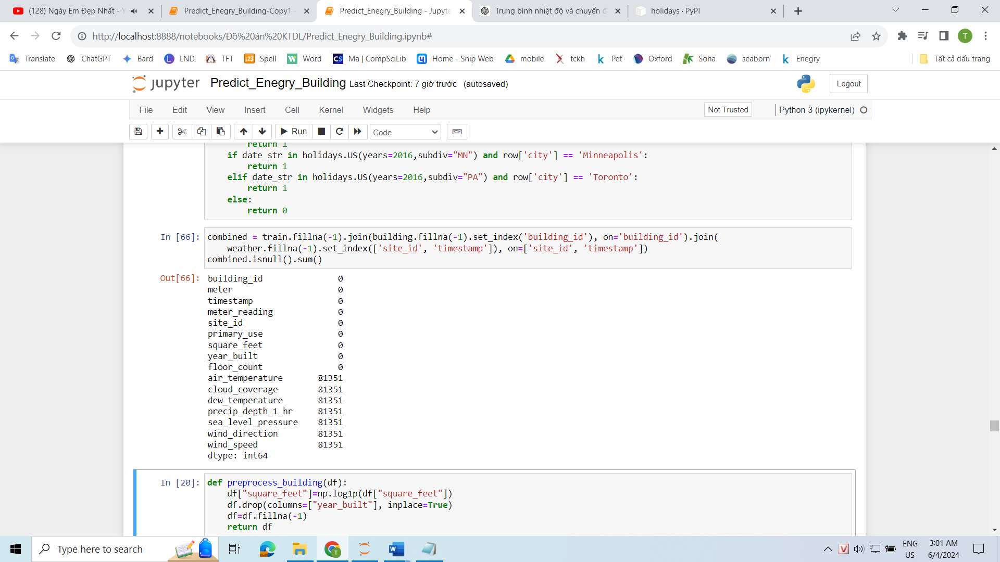 (128) Ngày Em Đẹp Nhất - Y
Predict_Enegry_Building-Copy1 -
Predict_Enegry_Building - Jupyte
Trung bình nhiệt độ và chuyển đ
holidays · PyPI
http://localhost:8888/notebooks/Đồ%20án%20KTDL/Predict_Enegry_Building.ipynb#
T
Translate ChatGPT Bard LND TFT Spell Word Ma | CompSciLib Home - Snip Web mobile tckh Pet Oxford Soha seaborn Enegry Tất cả dấu trang
jupyter Predict_Enegry_Building Last Checkpoint: 7 giờ trước (autosaved) Logout
File Edit View Insert Cell Kernel Widgets Help Not Trusted Python 3 (ipykernel)
Run Code
return 1
if date_str in holidays.US(years=2016,subdiv="MN") and row['city'] == 'Minneapolis':
return 1
elif date_str in holidays.US(years=2016,subdiv="PA") and row['city'] == 'Toronto':
return 1
else:
return 0
In [66]: combined = train.fillna(-1).join(building.fillna(-1).set_index('building_id'), on='building_id').join(
weather.fillna(-1).set_index(['site_id', 'timestamp']), on=['site_id', 'timestamp'])
combined.isnull().sum()
Out[66]: building_id 0
meter 0
timestamp 0
meter_reading 0
site_id 0
primary_use 0
square_feet 0
year_built 0
floor_count 0
air_temperature 81351
cloud_coverage 81351
dew_temperature 81351
precip_depth_1_hr 81351
sea_level_pressure 81351
wind_direction 81351
wind_speed 81351
dtype: int64
In [20]: def preprocess_building(df):
df["square_feet"]=np.log1p(df["square_feet"])
df.drop(columns=["year_built"], inplace=True)
df=df.fillna(-1)
return df
Type here to search
ENG
US
3:01 AM
6/4/2024